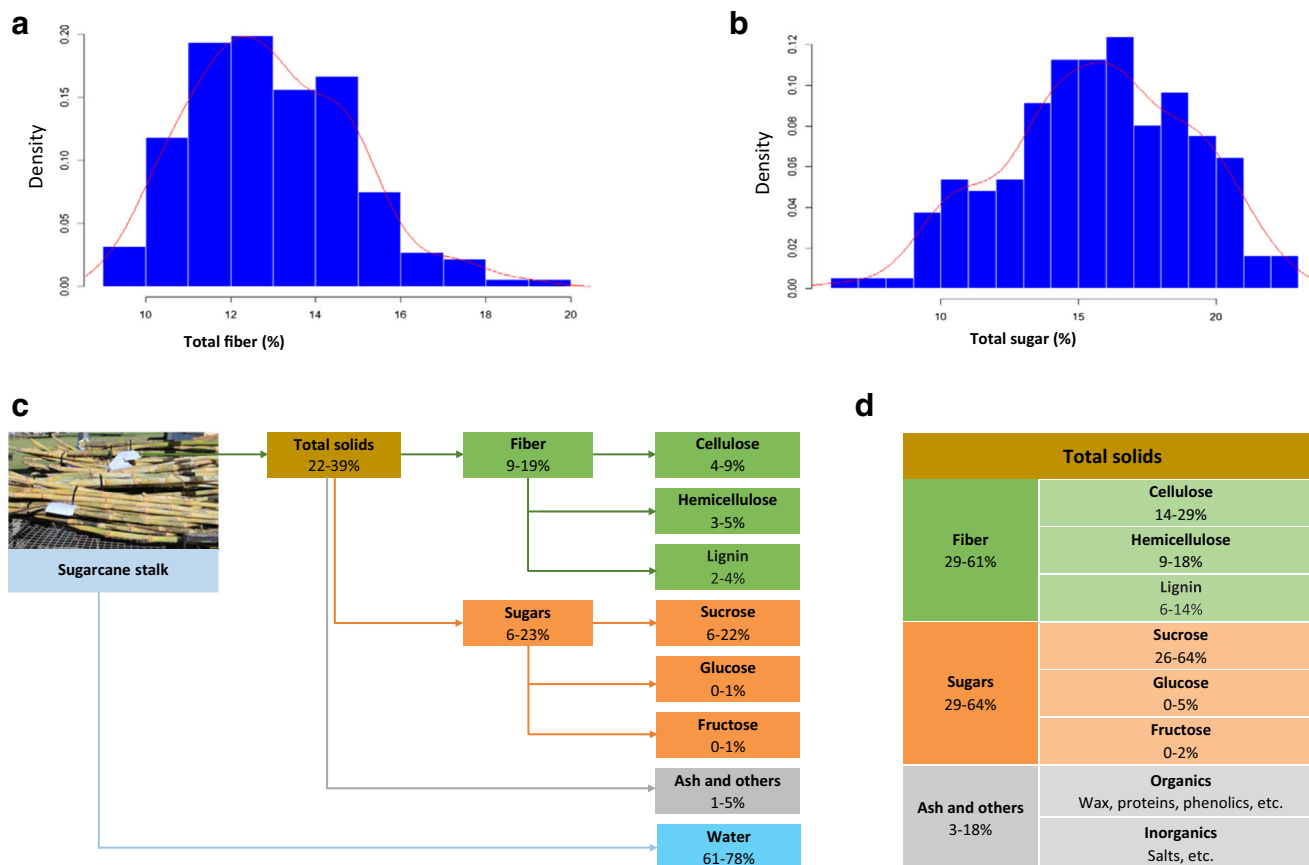 a
0.20
0.15
0.10
0.05
0.00
Density
10
12
14
16
18
20
Total fiber (%)
b
0.12
0.10
0.08
0.06
0.04
0.02
0.00
Density
10
15
20
Total sugar (%)
c
Sugarcane stalk
Total solids
22-39%
Fiber
9-19%
Cellulose
4-9%
Hemicellulose
3-5%
Lignin
2-4%
Sugars
6-23%
Sucrose
6-22%
Glucose
0-1%
Fructose
0-1%
Ash and others
1-5%
Water
61-78%
d
Total solids
Fiber
29-61%
Cellulose
14-29%
Hemicellulose
9-18%
Lignin
6-14%
Sugars
29-64%
Sucrose
26-64%
Glucose
0-5%
Fructose
0-2%
Ash and others
3-18%
Organics
Wax, proteins, phenolics, etc.
Inorganics
Salts, etc.